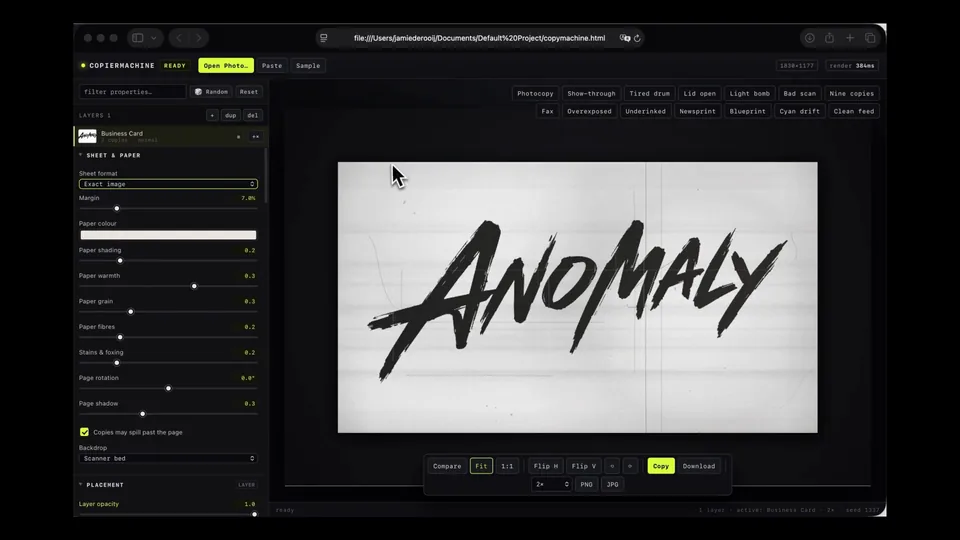 file:///Users/jamiederooij/Documents/Default%20Project/copymachine.html
COPIERMACHINE READY Open Photo… Paste Sample
1830×1177 render 384ms
filter properties… Random Reset
LAYERS 1 + dup del
Business Card
SHEET & PAPER
Sheet format
Exact image
Margin 7.0%
Paper colour
Paper shading 0.2
Paper warmth 0.3
Paper grain 0.3
Paper fibres 0.2
Stains & foxing 0.2
Page rotation 0.0°
Page shadow 0.3
Copies may spill past the page
Backdrop
Scanner bed
PLACEMENT LAYER
Layer opacity 1.0
Photocopy Show-through Tired drum Lid open Light bomb Bad scan Nine copies
Fax Overexposed Underinked Newsprint Blueprint Cyan drift Clean feed
ANOMALY
Compare Fit 1:1 Flip H Flip V Copy Download
2× PNG JPG
ready
1 layer · active: Business Card · 2× · seed 1337